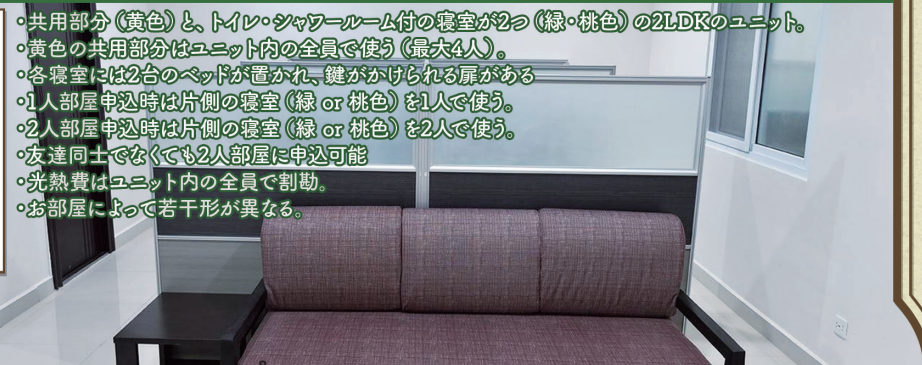 ・共用部分（黄色）と、トイレ・シャワールーム付の寝室が2つ（緑・桃色）の2LDKのユニット。
・黄色の共用部分はユニット内の全員で使う（最大4人）。
・各寝室には2台のベッドが置かれ、鍵がかけられる扉がある
・1人部屋申込時は片側の寝室（緑 or 桃色）を1人で使う。
・2人部屋申込時は片側の寝室（緑 or 桃色）を2人で使う。
・友達同士でなくても2人部屋に申込可能
・光熱費はユニット内の全員で割勘。
・お部屋によって若干形が異なる。